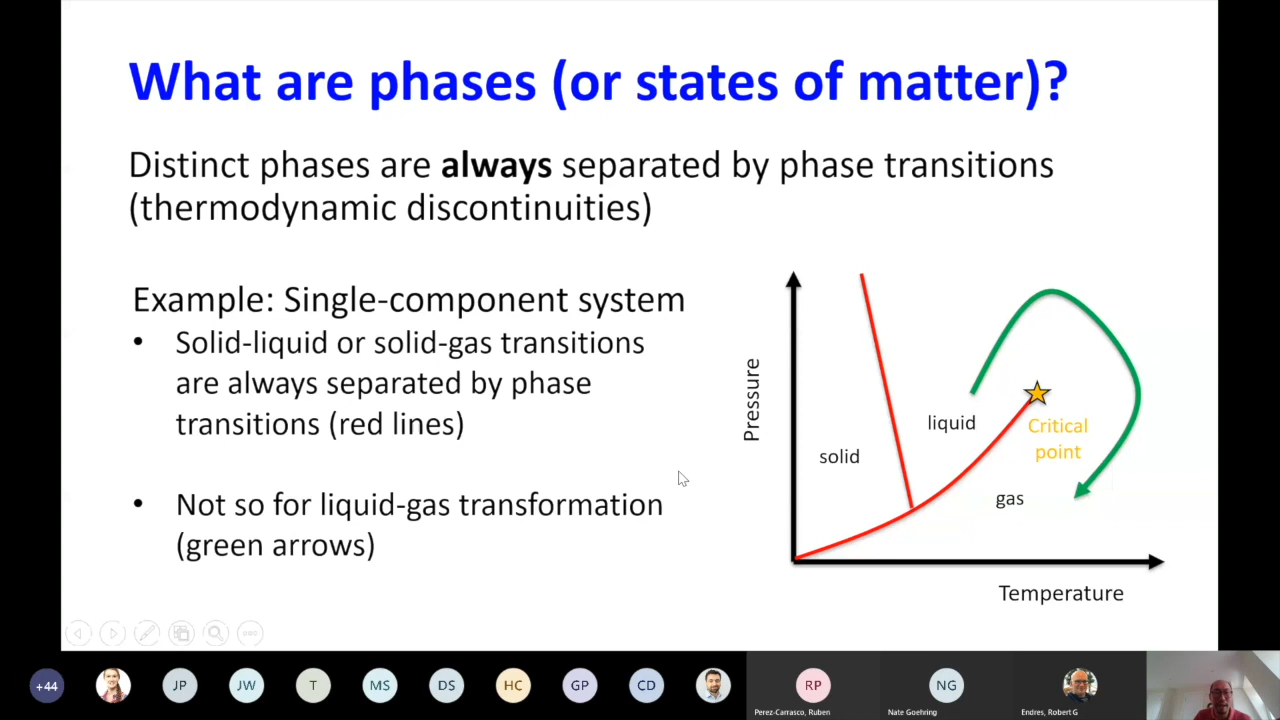 What are phases (or states of matter)?
Distinct phases are always separated by phase transitions
(thermodynamic discontinuities)
Example: Single-component system
• Solid-liquid or solid-gas transitions
are always separated by phase
transitions (red lines)
• Not so for liquid-gas transformation
(green arrows)
Pressure
solid
liquid
Critical
point
gas
Temperature
+44
JP
JW
T
MS
DS
HC
GP
CD
RP
NG
Perez-Carrasco, Ruben
Nate Goehring
Endres, Robert G